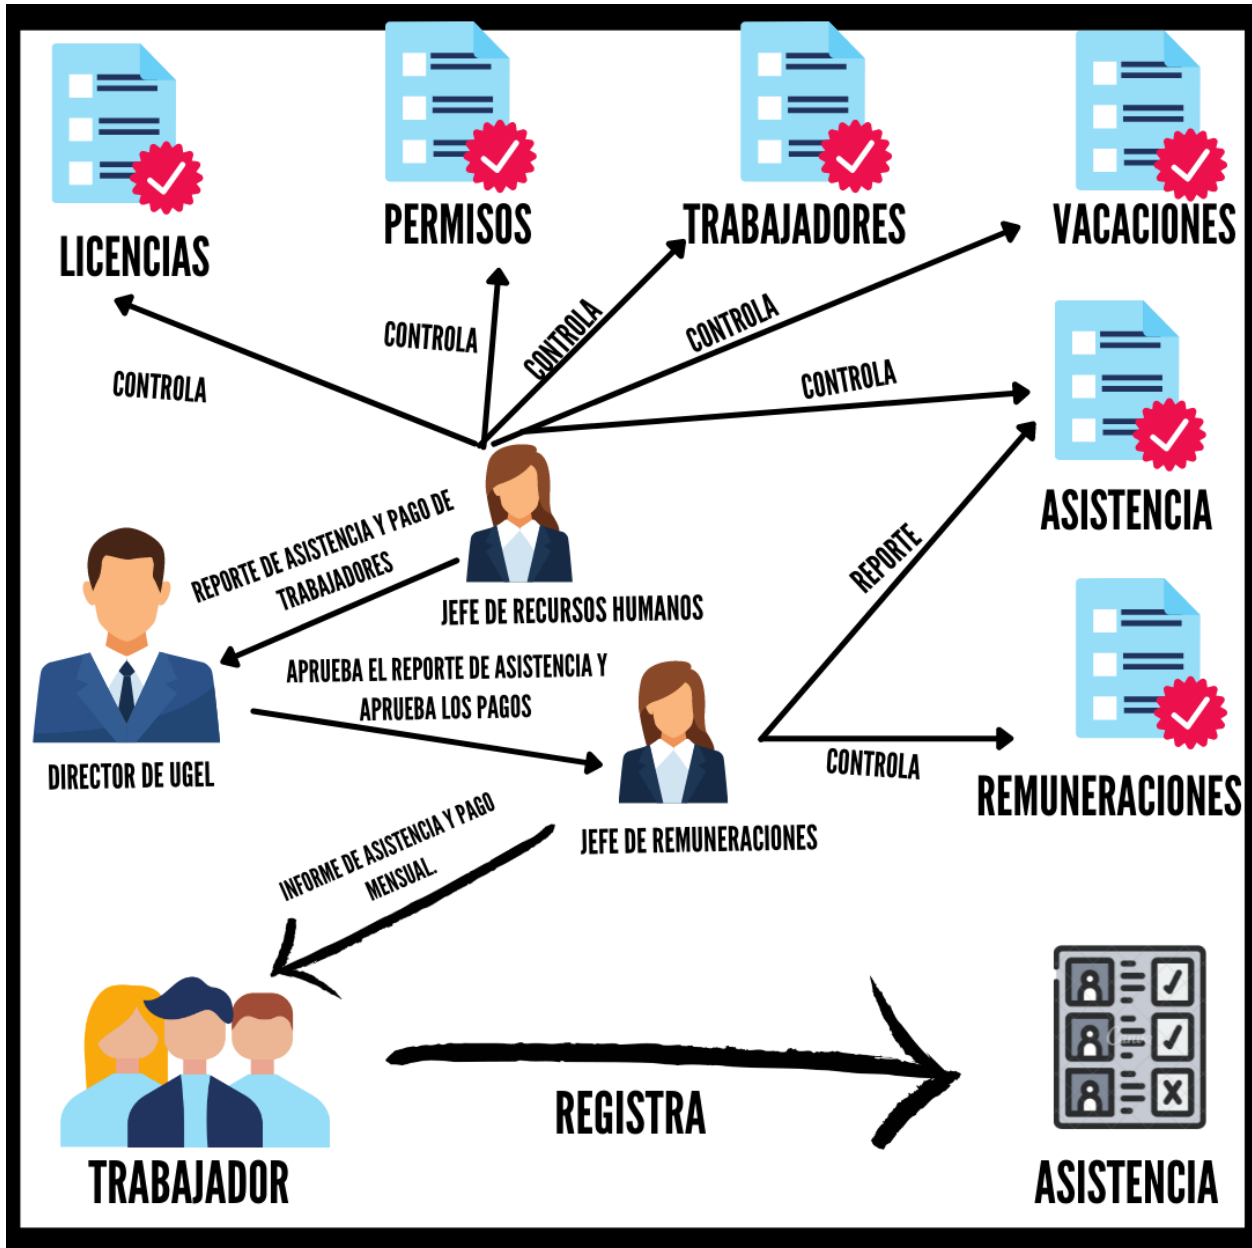 LICENCIAS
PERMISOS
TRABAJADORES
VACACIONES
CONTROLA
CONTROLA
CONTROLA
CONTROLA
CONTROLA
ASISTENCIA
REPORTE DE ASISTENCIA Y PAGO DE
TRABAJADORES
JEFE DE RECURSOS HUMANOS
REPORTE
APRUEBA EL REPORTE DE ASISTENCIA Y
APRUEBA LOS PAGOS
DIRECTOR DE UGEL
CONTROLA
REMUNERACIONES
JEFE DE REMUNERACIONES
INFORME DE ASISTENCIA Y PAGO
MENSUAL.
REGISTRA
TRABAJADOR
ASISTENCIA